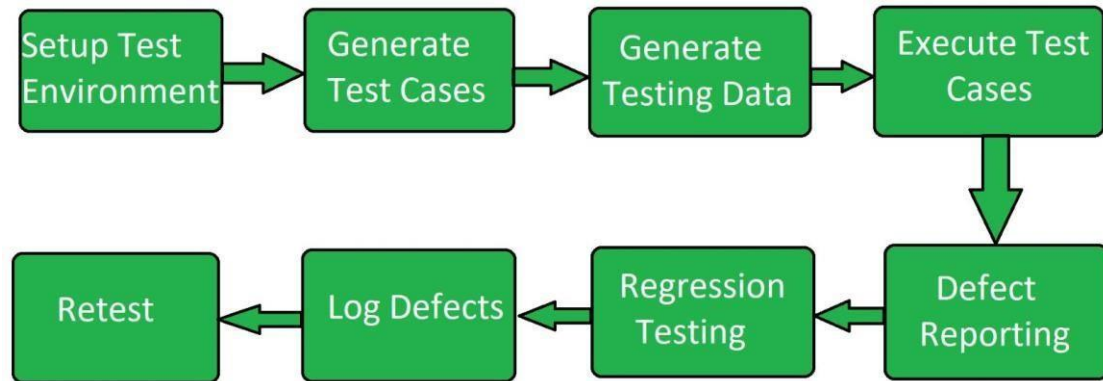 Setup Test
Environment
Generate
Test Cases
Generate
Testing Data
Execute Test
Cases
Defect
Reporting
Regression
Testing
Log Defects
Retest